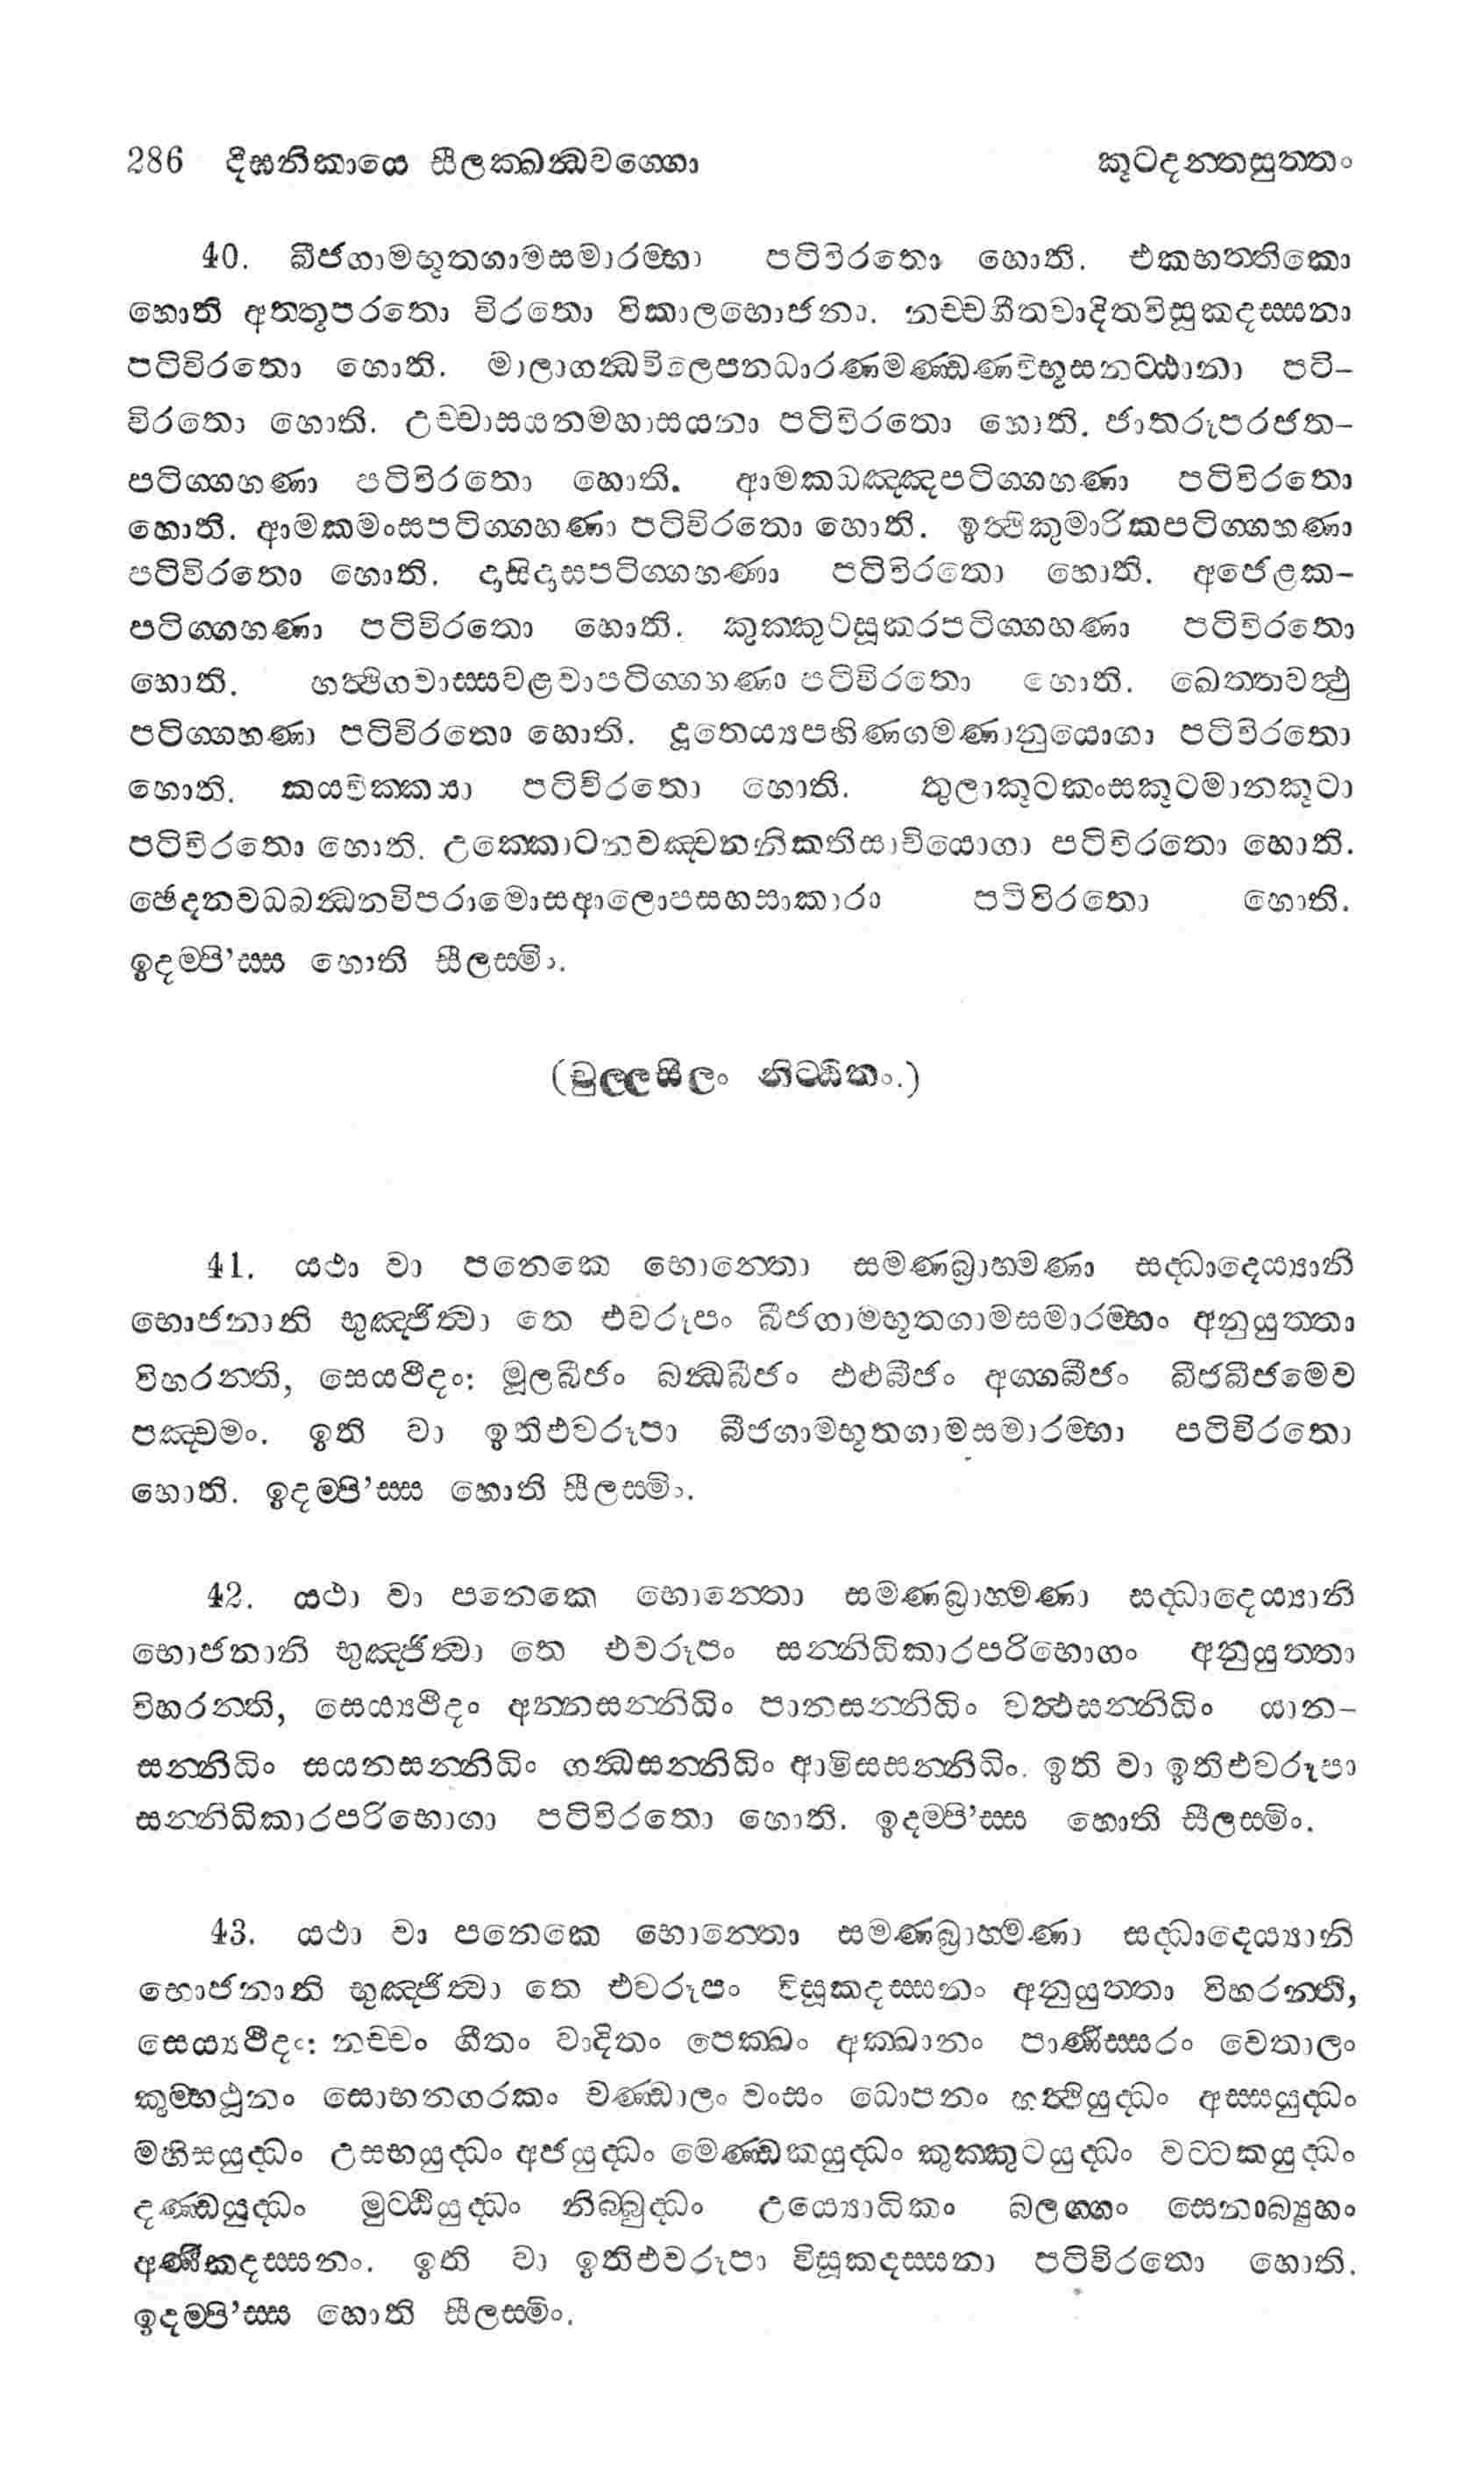 286 දීඝනිකායෙ සීලක්ඛන්ධවග්ගො කූටදන්තසුත්තං
40. බීජගාමභූතගාමසමාරම්භා පටිවිරතො හොති. එකභත්තිකො
හොති අත්තූපරතො විරතො විකාලභොජනා. නච්චගීතවාදිතවිසූකදස්සනා
පටිවිරතො හොති. මාලාගන්ධවිලෙපනධාරණමණ්ඩණවිභූසනට්ඨානා පටි-
විරතො හොති. උච්චාසයනමහාසයනා පටිවිරතො හොති. ජාතරූපරජත-
පටිග්ගහණා පටිවිරතො හොති. ආමකධඤ්ඤපටිග්ගහණා පටිවිරතො
හොති. ආමකමංසපටිග්ගහණා පටිවිරතො හොති. ඉත්ථිකුමාරිකපටිග්ගහණා
පටිවිරතො හොති. දාසිදාසපටිග්ගහණා පටිවිරතො හොති. අජෙළක-
පටිග්ගහණා පටිවිරතො හොති. කුක්කුටසූකරපටිග්ගහණා පටිවිරතො
හොති. හත්ථිගවාස්සවළවාපටිග්ගහණා පටිවිරතො හොති. ඛෙත්තවත්ථු
පටිග්ගහණා පටිවිරතො හොති. දූතෙය්‍යපහිණගමණානුයොගා පටිවිරතො
හොති. කයවික්කයා පටිවිරතො හොති. තුලාකූටකංසකූටමානකූටා
පටිවිරතො හොති. උක්කොටනවඤ්චනනිකතිසාචියොගා පටිවිරතො හොති.
ඡෙදනවධබන්ධනවිපරාමොසආලොපසහසාකාරා පටිවිරතො හොති.
ඉදම්පි’ස්ස හොති සීලස්මිං.
(චුල්ලසීලං නිට්ඨිතං.)
41. යථා වා පනෙකෙ භොන්තො සමණබ්‍රාහ්මණා සද්ධාදෙය්‍යානි
භොජනානි භුඤ්ජිත්වා තෙ එවරූපං බීජගාමභූතගාමසමාරම්භං අනුයුත්තා
විහරන්ති, සෙයථිදං: මූලබීජං ඛන්ධබීජං ඵළුබීජං අග්ගබීජං බීජබීජමෙව
පඤ්චමං. ඉති වා ඉතිඑවරූපා බීජගාමභූතගාමසමාරම්භා පටිවිරතො
හොති. ඉදම්පි’ස්ස හොති සීලස්මිං.
42. යථා වා පනෙකෙ භොන්තො සමණබ්‍රාහ්මණා සද්ධාදෙය්‍යානි
භොජනානි භුඤ්ජිත්වා තෙ එවරූපං සන්නිධිකාරපරිභොගං අනුයුත්තා
විහරන්ති, සෙය්‍යථිදං අන්නසන්නිධිං පානසන්නිධිං වත්ථසන්නිධිං යාන-
සන්නිධිං සයනසන්නිධිං ගන්ධසන්නිධිං ආමිසසන්නිධිං. ඉති වා ඉතිඑවරූපා
සන්නිධිකාරපරිභොගා පටිවිරතො හොති. ඉදම්පි’ස්ස හොති සීලස්මිං.
43. යථා වා පනෙකෙ භොන්තො සමණබ්‍රාහ්මණා සද්ධාදෙය්‍යානි
භොජනානි භුඤ්ජිත්වා තෙ එවරූපං විසූකදස්සනං අනුයුත්තා විහරන්ති,
සෙය්‍යථීදං: නච්චං ගීතං වාදිතං පෙක්ඛං අක්ඛානං පාණිස්සරං වෙතාලං
කුම්භථූනං සොභනගරකං චණ්ඩාලං වංසං ධොපනං හත්ථියුද්ධං අස්සයුද්ධං
මහිසයුද්ධං උසභයුද්ධං අජයුද්ධං මෙණ්ඩකයුද්ධං කුක්කුටයුද්ධං වට්ටකයුද්ධං
දණ්ඩයුද්ධං මුට්ඨියුද්ධං නිබ්බුද්ධං උය්‍යොධිකං බලග්ගං සෙනාබ්‍යුහං
අණීකදස්සනං. ඉති වා ඉතිඑවරූපා විසූකදස්සනා පටිවිරතො හොති.
ඉදම්පි’ස්ස හොති සීලස්මිං.